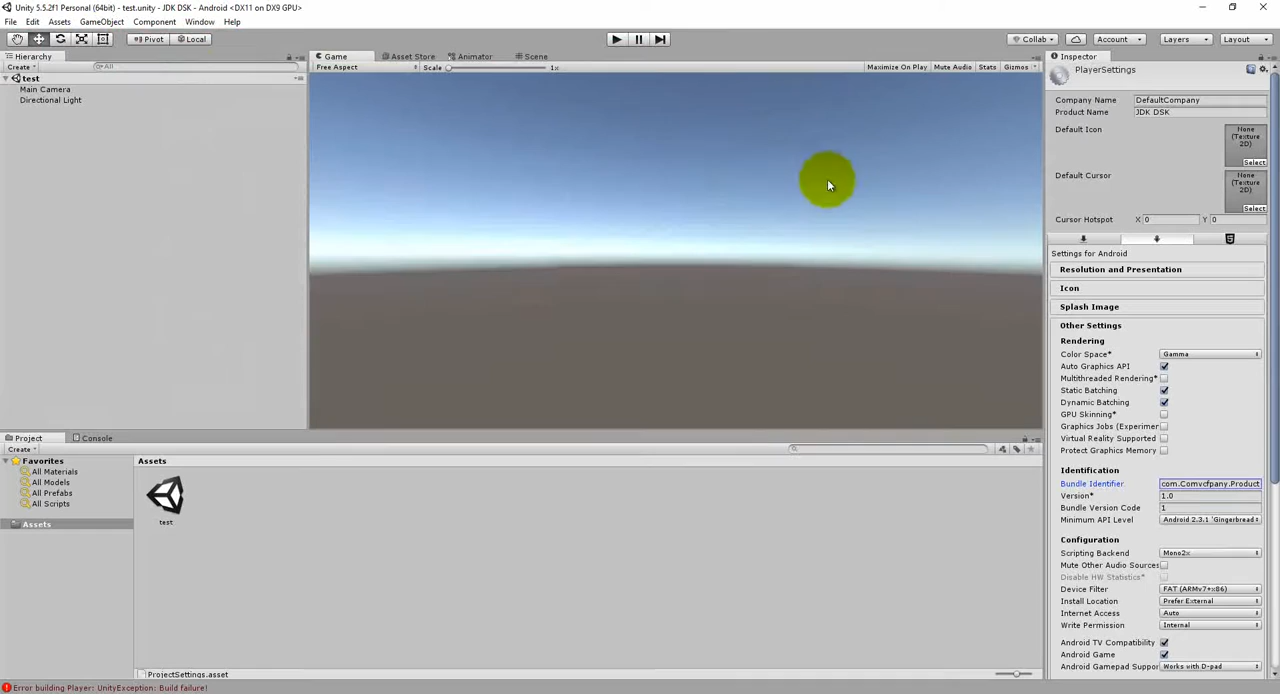 Unity 5.5.2f1 Personal (64bit) - test.unity - JDK DSK - Android <DX11 on DX9 GPU>
File Edit Assets GameObject Component Window Help
Pivot Local Collab Account Layers Layout
Hierarchy
Create All
test
Main Camera
Directional Light
Game Asset Store Animator Scene
Free Aspect Scale 1x Maximize On Play Mute Audio Stats Gizmos
Inspector
PlayerSettings
Company Name DefaultCompany
Product Name JDK DSK
Default Icon
None
(Texture
2D)
Select
Default Cursor
None
(Texture
2D)
Select
Cursor Hotspot X 0 Y 0
Settings for Android
Resolution and Presentation
Icon
Splash Image
Other Settings
Rendering
Color Space* Gamma
Auto Graphics API
Multithreaded Rendering*
Static Batching
Dynamic Batching
GPU Skinning*
Graphics Jobs (Experimer
Virtual Reality Supported
Protect Graphics Memory
Identification
Bundle Identifier com.Comvcfpany.Product
Version* 1.0
Bundle Version Code 1
Minimum API Level Android 2.3.1 'Gingerbread
Configuration
Scripting Backend Mono2x
Mute Other Audio Sources
Disable HW Statistics*
Device Filter FAT (ARMv7+x86)
Install Location Prefer External
Internet Access Auto
Write Permission Internal
Android TV Compatibility
Android Game
Android Gamepad Suppor Works with D-pad
Project Console
Create
Favorites
All Materials
All Models
All Prefabs
All Scripts
Assets
Assets
test
ProjectSettings.asset
Error building Player: UnityException: Build failure!